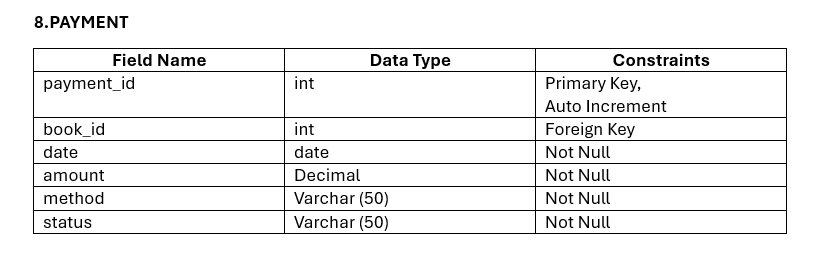 8.PAYMENT
Field Name Data Type Constraints
payment_id int Primary Key,
Auto Increment
book_id int Foreign Key
date date Not Null
amount Decimal Not Null
method Varchar (50) Not Null
status Varchar (50) Not Null